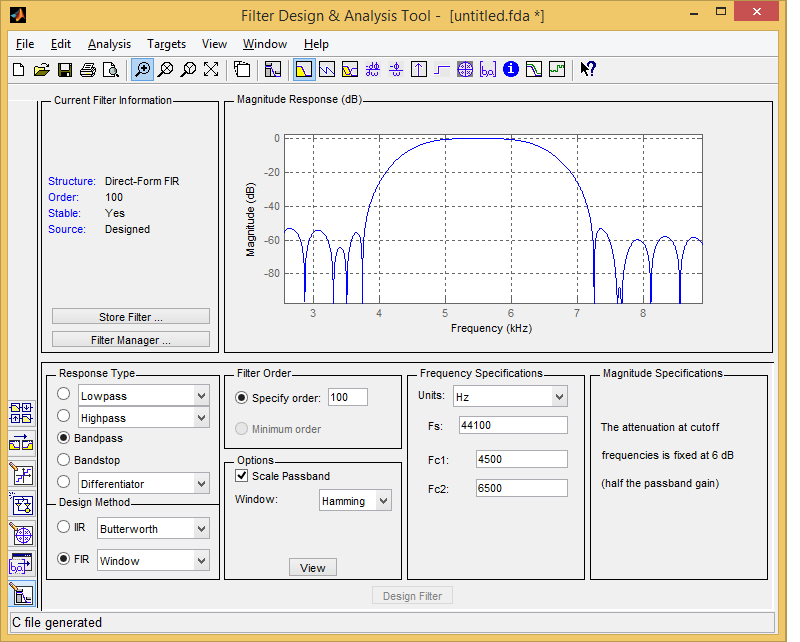 Filter Design & Analysis Tool - [untitled.fda *]
File Edit Analysis Targets View Window Help
Current Filter Information
Structure: Direct-Form FIR
Order: 100
Stable: Yes
Source: Designed
Store Filter ...
Filter Manager ...
Magnitude Response (dB)
0
-20
-40
-60
-80
Magnitude (dB)
3 4 5 6 7 8
Frequency (kHz)
Response Type
Lowpass
Highpass
Bandpass
Bandstop
Differentiator
Design Method
IIR Butterworth
FIR Window
Filter Order
Specify order: 100
Minimum order
Options
Scale Passband
Window: Hamming
View
Frequency Specifications
Units: Hz
Fs: 44100
Fc1: 4500
Fc2: 6500
Magnitude Specifications
The attenuation at cutoff
frequencies is fixed at 6 dB
(half the passband gain)
Design Filter
C file generated